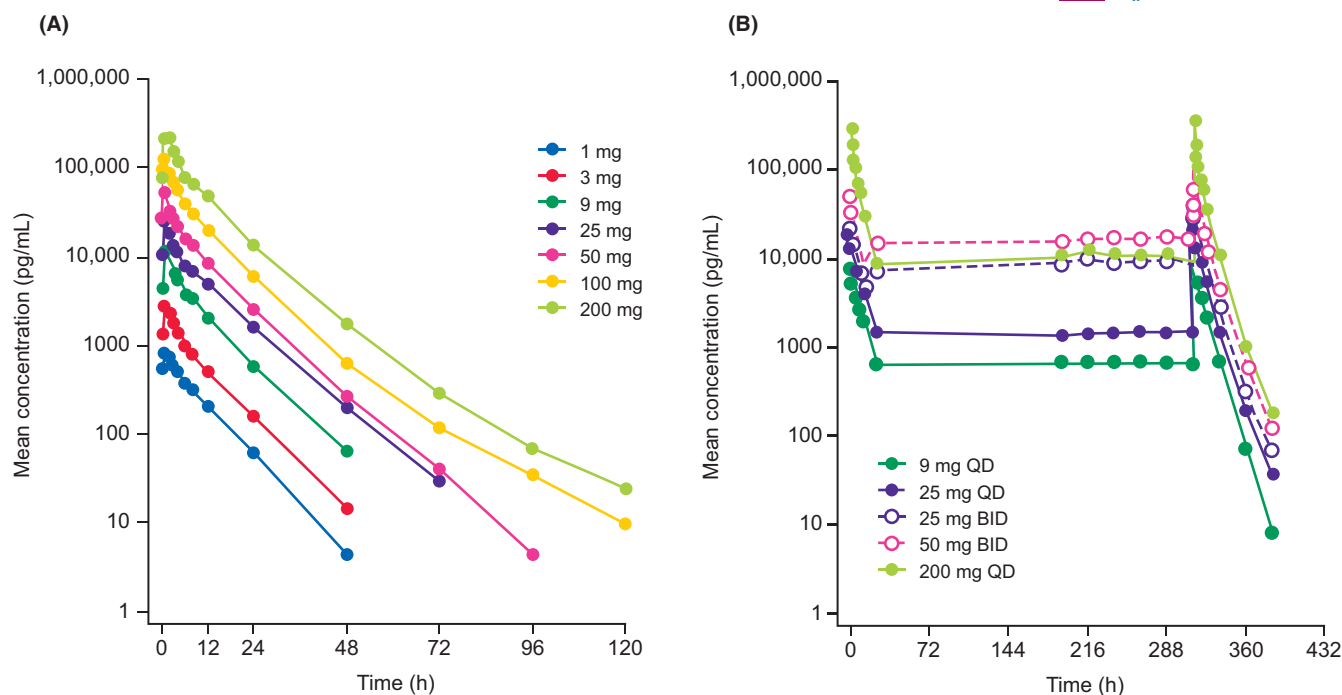 (A)
Mean concentration (pg/mL)
1,000,000
100,000
10,000
1000
100
10
1
0
12
24
48
72
96
120
Time (h)
1 mg
3 mg
9 mg
25 mg
50 mg
100 mg
200 mg
(B)
Mean concentration (pg/mL)
1,000,000
100,000
10,000
1000
100
10
1
0
72
144
216
288
360
432
Time (h)
9 mg QD
25 mg QD
25 mg BID
50 mg BID
200 mg QD